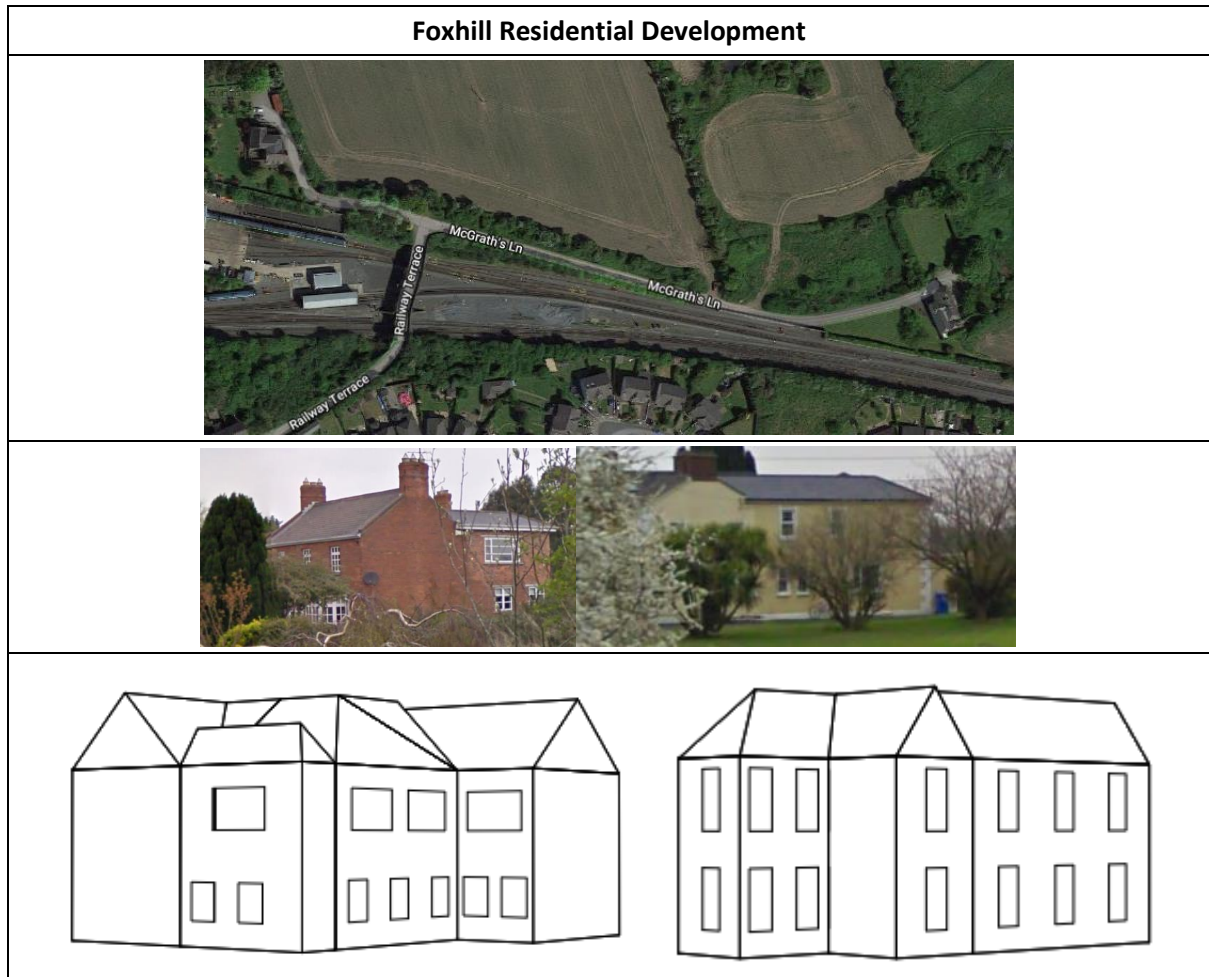 Foxhill Residential Development
McGrath's Ln
McGrath's Ln
Railway Terrace
Railway Terrace